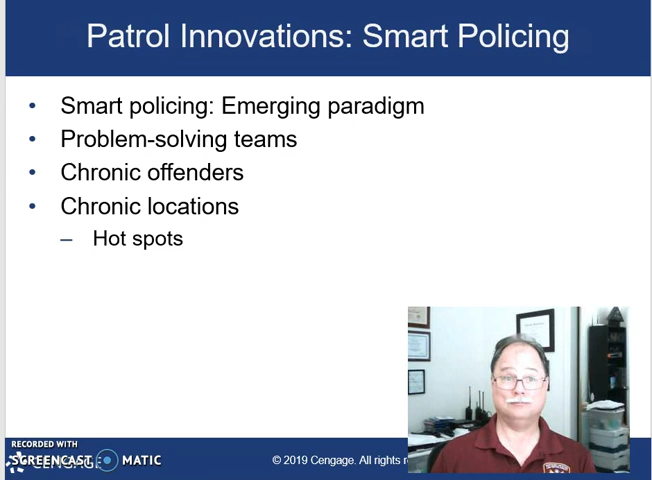 Patrol Innovations: Smart Policing
• Smart policing: Emerging paradigm
• Problem-solving teams
• Chronic offenders
• Chronic locations
– Hot spots
RECORDED WITH
SCREENCAST MATIC
CENGAGE
© 2019 Cengage. All rights